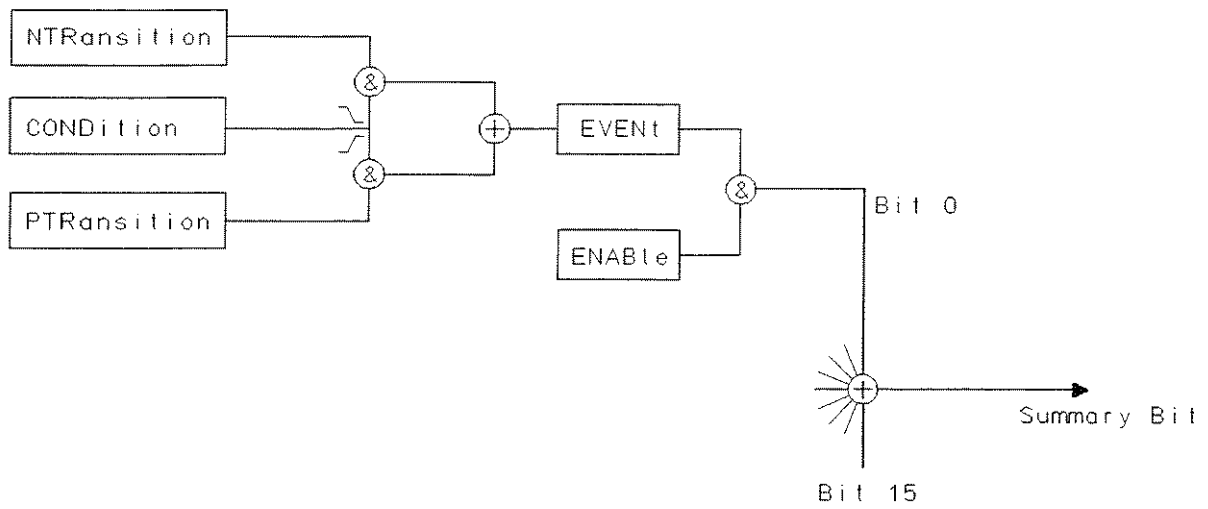 NTRansition
&
CONDition
+
EVENt
&
&
PTRansition
Bit 0
ENABle
+
Summary Bit
Bit 15